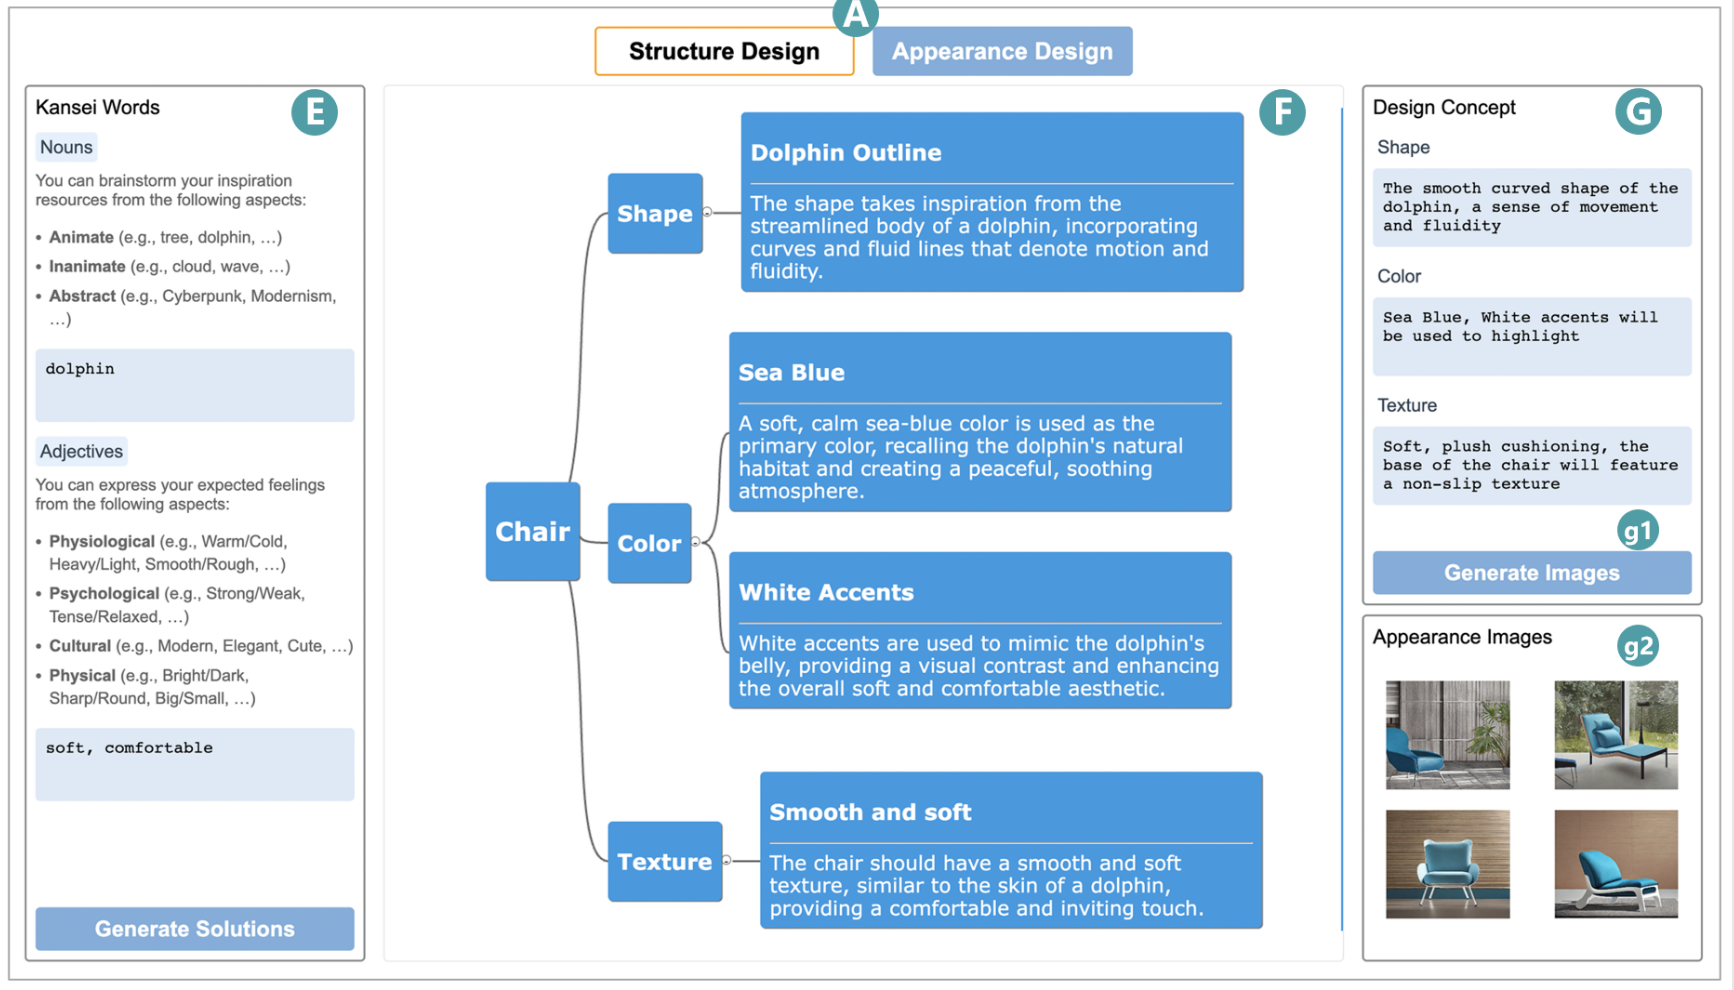 A
Structure Design
Appearance Design
Kansei Words
E
Nouns
You can brainstorm your inspiration
resources from the following aspects:
• Animate (e.g., tree, dolphin, ...)
• Inanimate (e.g., cloud, wave, ...)
• Abstract (e.g., Cyberpunk, Modernism,
...)
dolphin
Adjectives
You can express your expected feelings
from the following aspects:
• Physiological (e.g., Warm/Cold,
Heavy/Light, Smooth/Rough, ...)
• Psychological (e.g., Strong/Weak,
Tense/Relaxed, ...)
• Cultural (e.g., Modern, Elegant, Cute, ...)
• Physical (e.g., Bright/Dark,
Sharp/Round, Big/Small, ...)
soft, comfortable
Generate Solutions
F
Chair
Shape
Dolphin Outline
The shape takes inspiration from the
streamlined body of a dolphin, incorporating
curves and fluid lines that denote motion and
fluidity.
Color
Sea Blue
A soft, calm sea-blue color is used as the
primary color, recalling the dolphin's natural
habitat and creating a peaceful, soothing
atmosphere.
White Accents
White accents are used to mimic the dolphin's
belly, providing a visual contrast and enhancing
the overall soft and comfortable aesthetic.
Texture
Smooth and soft
The chair should have a smooth and soft
texture, similar to the skin of a dolphin,
providing a comfortable and inviting touch.
Design Concept
G
Shape
The smooth curved shape of the
dolphin, a sense of movement
and fluidity
Color
Sea Blue, White accents will
be used to highlight
Texture
Soft, plush cushioning, the
base of the chair will feature
a non-slip texture
g1
Generate Images
Appearance Images
g2